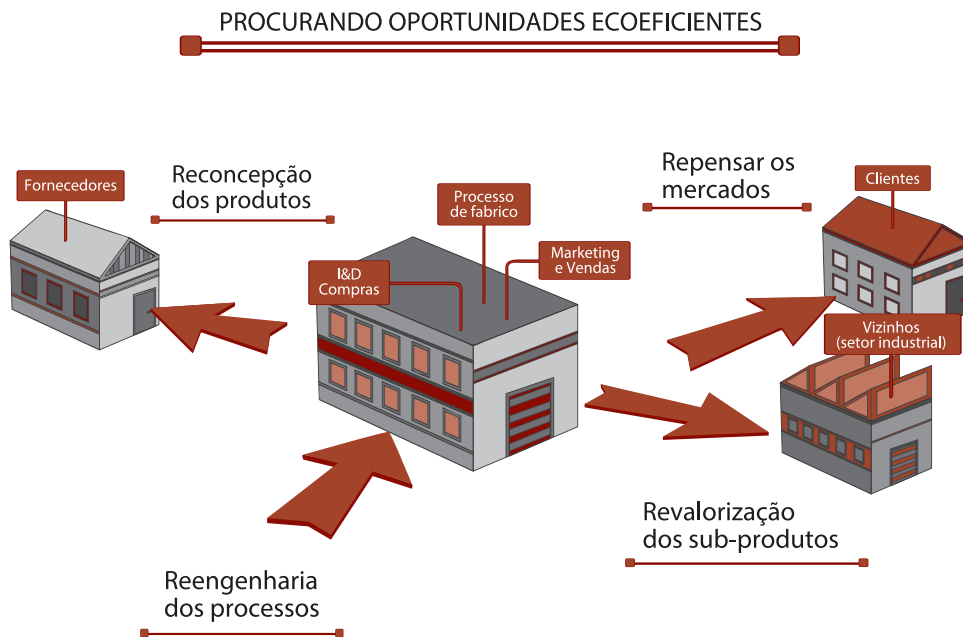 PROCURANDO OPORTUNIDADES ECOEFICIENTES
Fornecedores
Reconcepção
dos produtos
Processo
de fabrico
I&D
Compras
Marketing
e Vendas
Repensar os
mercados
Clientes
Vizinhos
(setor industrial)
Revalorização
dos sub-produtos
Reengenharia
dos processos